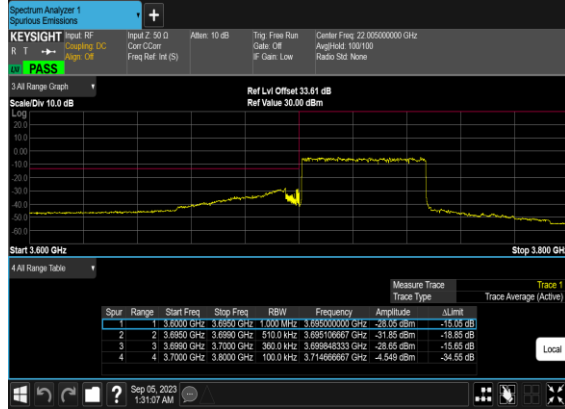 Spectrum Analyzer 1
Spurious Emissions
KEYSIGHT Input: RF Input Z: 50 Ω Atten: 10 dB Trig: Free Run Center Freq: 22.005000000 GHz
R T Coupling: DC Corr CCorr Gate: Off Avg|Hold: 100/100
Align: Off Freq Ref: Int (S) IF Gain: Low Radio Std: None
PASS
3 All Range Graph
Ref Lvl Offset 33.61 dB
Scale/Div 10.0 dB Ref Value 30.00 dBm
Log
20.0
10.0
0.00
-10.0
-20.0
-30.0
-40.0
-50.0
-60.0
Start 3.600 GHz Stop 3.800 GH
4 All Range Table
Measure Trace Trace 1
Trace Type Trace Average (Active)
Spur Range Start Freq Stop Freq RBW Frequency Amplitude ΔLimit
1 1 3.6000 GHz 3.6950 GHz 1.000 MHz 3.695000000 GHz -28.05 dBm -15.05 dB
2 2 3.6950 GHz 3.6990 GHz 510.0 kHz 3.695106667 GHz -31.85 dBm -18.85 dB
3 3 3.6990 GHz 3.7000 GHz 360.0 kHz 3.699848333 GHz -28.65 dBm -15.65 dB
4 4 3.7000 GHz 3.8000 GHz 100.0 kHz 3.714666667 GHz -4.549 dBm -34.55 dB
Local
Sep 05, 2023
1:31:07 AM